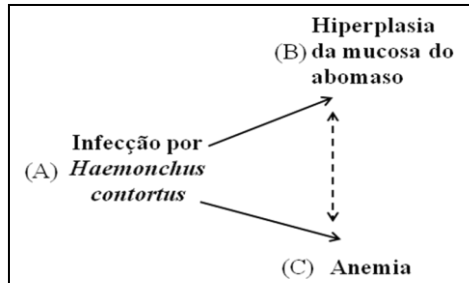 Hiperplasia
(B) da mucosa do
abomaso
Infecção por
(A) Haemonchus
contortus
(C) Anemia